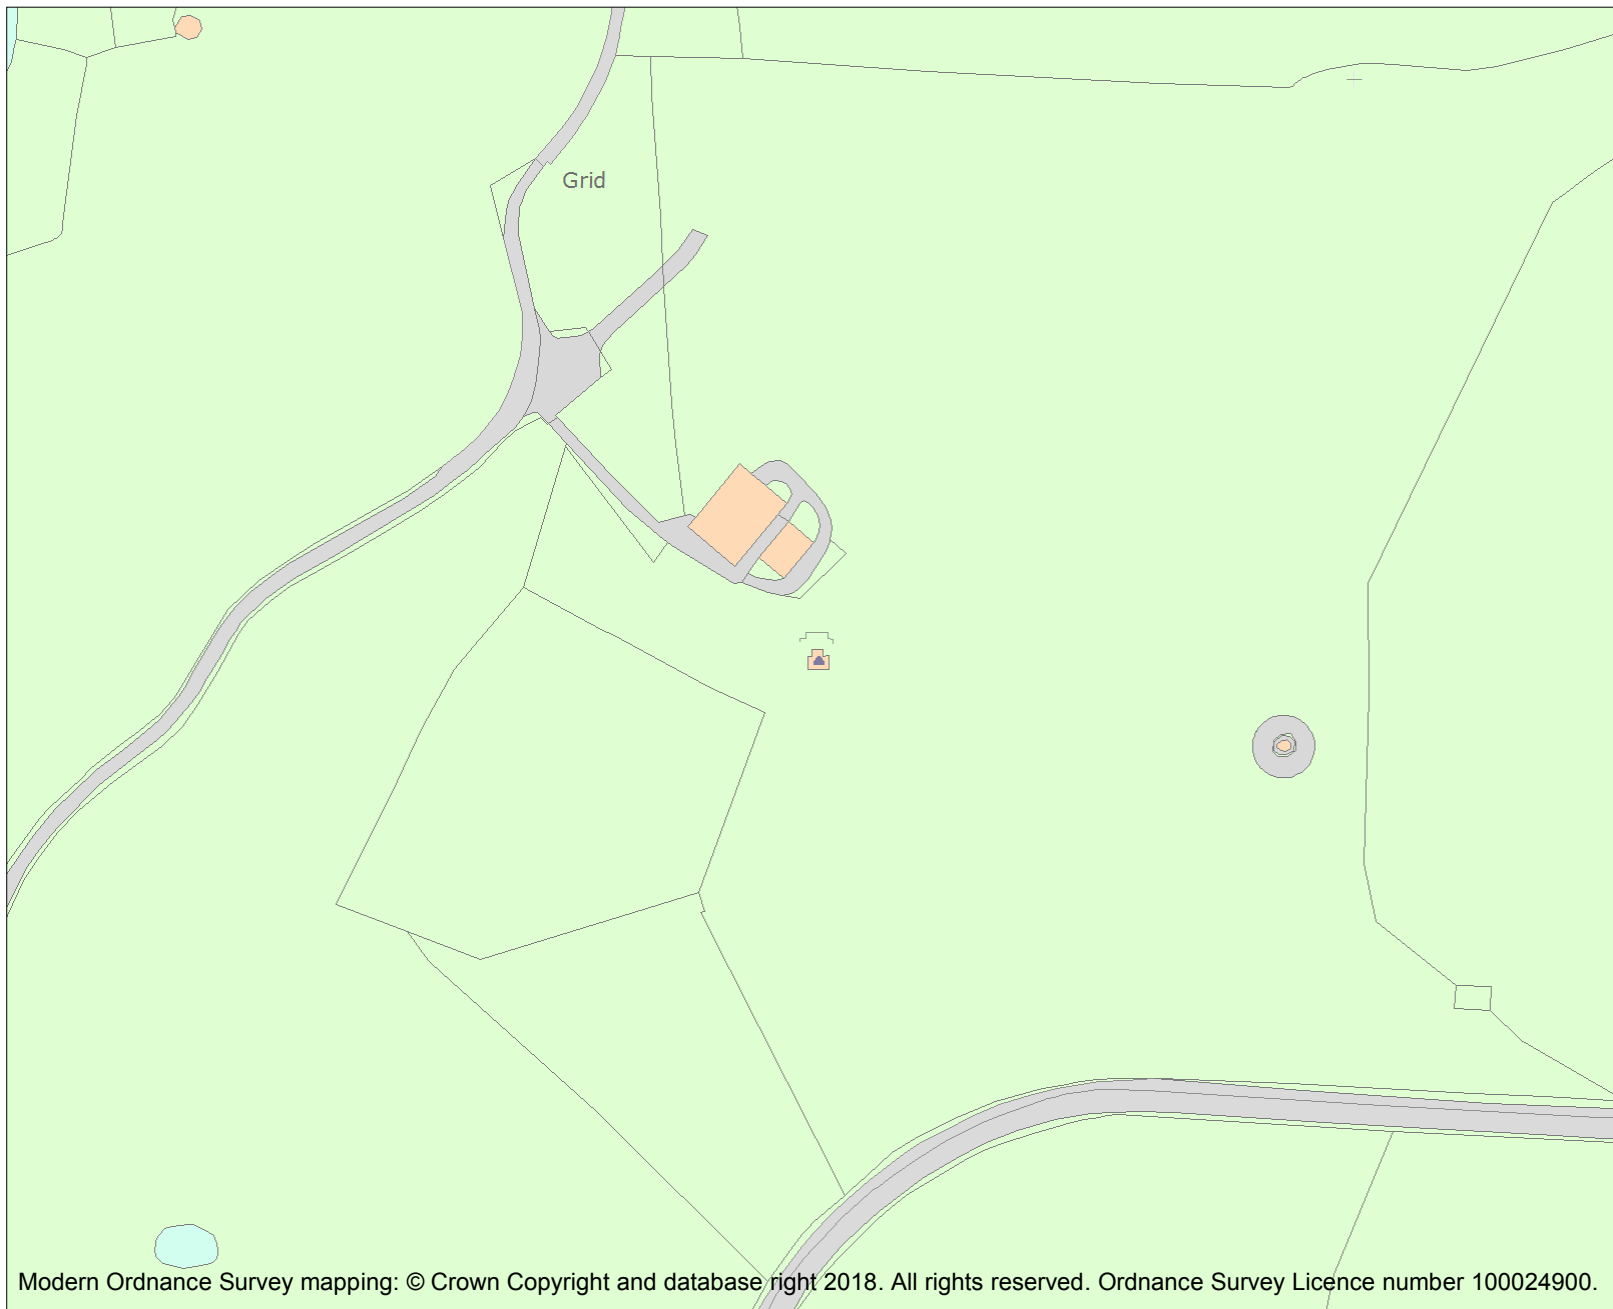 Grid
Modern Ordnance Survey mapping: © Crown Copyright and database right 2018. All rights reserved. Ordnance Survey Licence number 100024900.